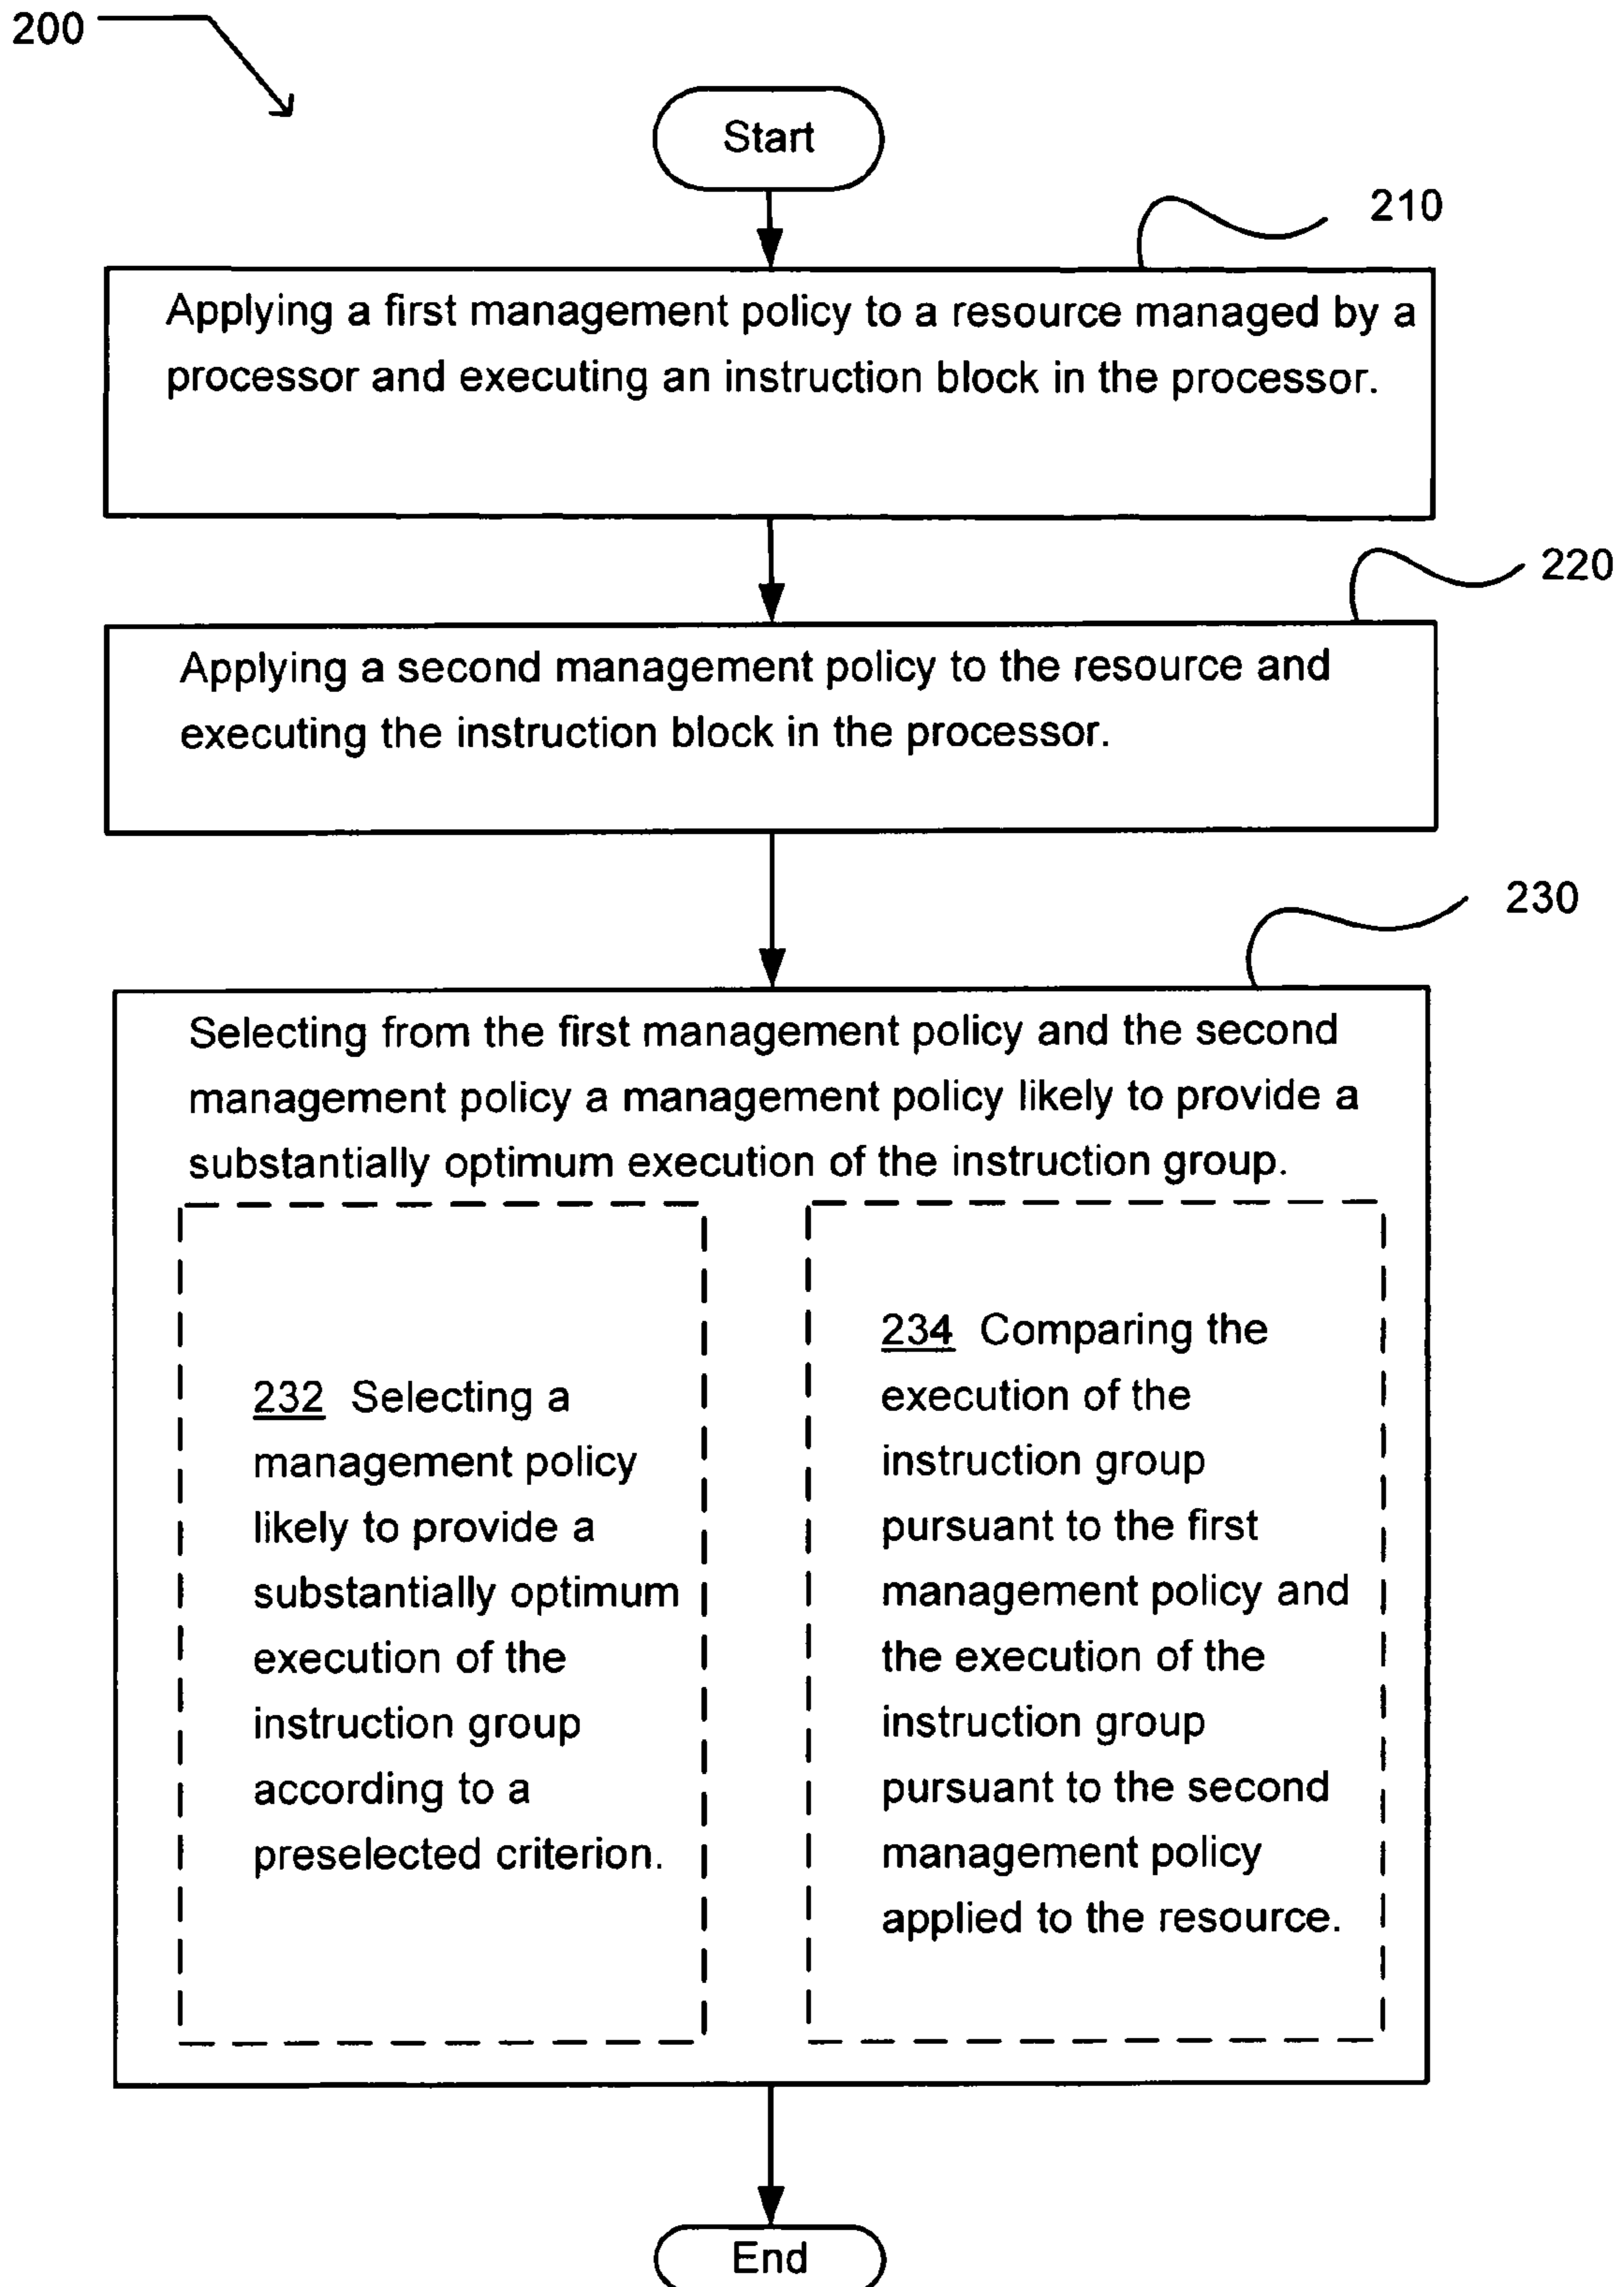 200
Start
210
Applying a first management policy to a resource managed by a
processor and executing an instruction block in the processor.
220
Applying a second management policy to the resource and
executing the instruction block in the processor.
230
Selecting from the first management policy and the second
management policy a management policy likely to provide a
substantially optimum execution of the instruction group.
232 Selecting a
management policy
likely to provide a
substantially optimum
execution of the
instruction group
according to a
preselected criterion.
234 Comparing the
execution of the
instruction group
pursuant to the first
management policy and
the execution of the
instruction group
pursuant to the second
management policy
applied to the resource.
End